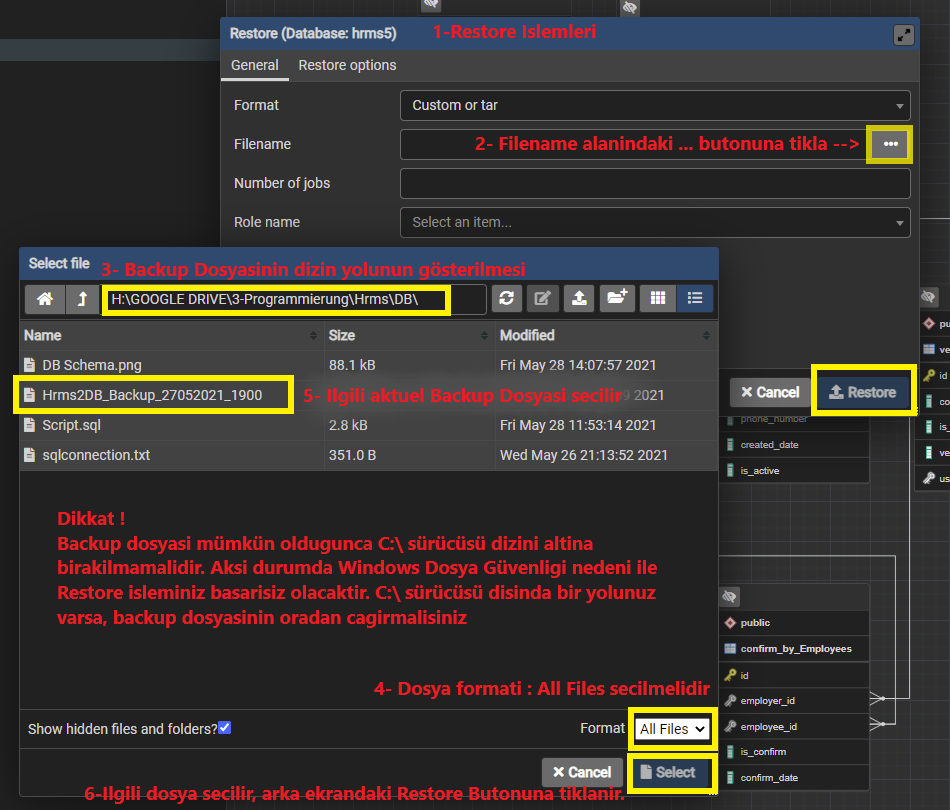 Restore (Database: hrms5)
1-Restore Islemleri
General
Restore options
Format
Custom or tar
Filename
2- Filename alanindaki ... butonuna tikla -->
Number of jobs
Role name
Select an item...
Select file
3- Backup Dosyasinin dizin yolunun gösterilmesi
H:\GOOGLE DRIVE\3-Programmierung\Hrms\DB\
Name
Size
Modified
DB Schema.png
88.1 kB
Fri May 28 14:07:57 2021
Hrms2DB_Backup_27052021_1900
5- Ilgili aktuel Backup Dosyasi secilir
2021
Script.sql
2.8 kB
Fri May 28 11:53:14 2021
sqlconnection.txt
351.0 B
Wed May 26 21:13:52 2021
Cancel
Restore
id
phone_number
created_date
is_active
Dikkat !
Backup dosyasi mümkün oldugunca C:\ sürücüsü dizini altina
birakilmamalidir. Aksi durumda Windows Dosya Güvenligi nedeni ile
Restore isleminiz basarisiz olacaktir. C:\ sürücüsü disinda bir yolunuz
varsa, backup dosyasinin oradan cagirmalisiniz
public
confirm_by_Employees
id
employer_id
employee_id
is_confirm
confirm_date
4- Dosya formati : All Files secilmelidir
Show hidden files and folders?
Format
All Files
Cancel
Select
6-Ilgili dosya secilir, arka ekrandaki Restore Butonuna tiklanir.